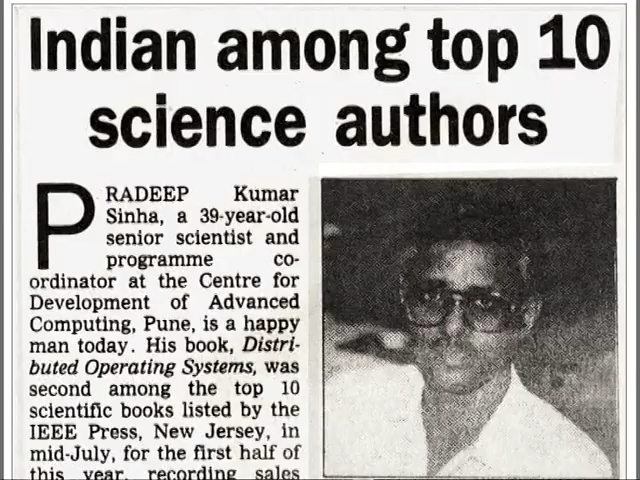 Indian among top 10
science authors
PRADEEP Kumar
Sinha, a 39-year-old
senior scientist and
programme co-
ordinator at the Centre for
Development of Advanced
Computing, Pune, is a happy
man today. His book, Distri-
buted Operating Systems, was
second among the top 10
scientific books listed by the
IEEE Press, New Jersey, in
mid-July, for the first half of
this year, recording sales